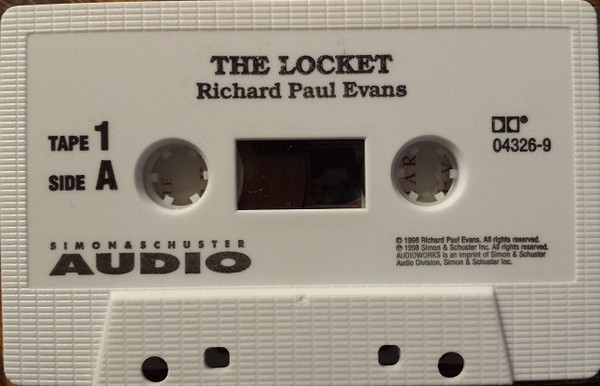 THE LOCKET
Richard Paul Evans
TAPE 1
SIDE A
04326-9
SIMON & SCHUSTER
AUDIO
© 1998 Richard Paul Evans. All rights reserved.
℗ 1998 Simon & Schuster Inc. All rights reserved.
AUDIOWORKS is an imprint of Simon & Schuster
Audio Division, Simon & Schuster Inc.